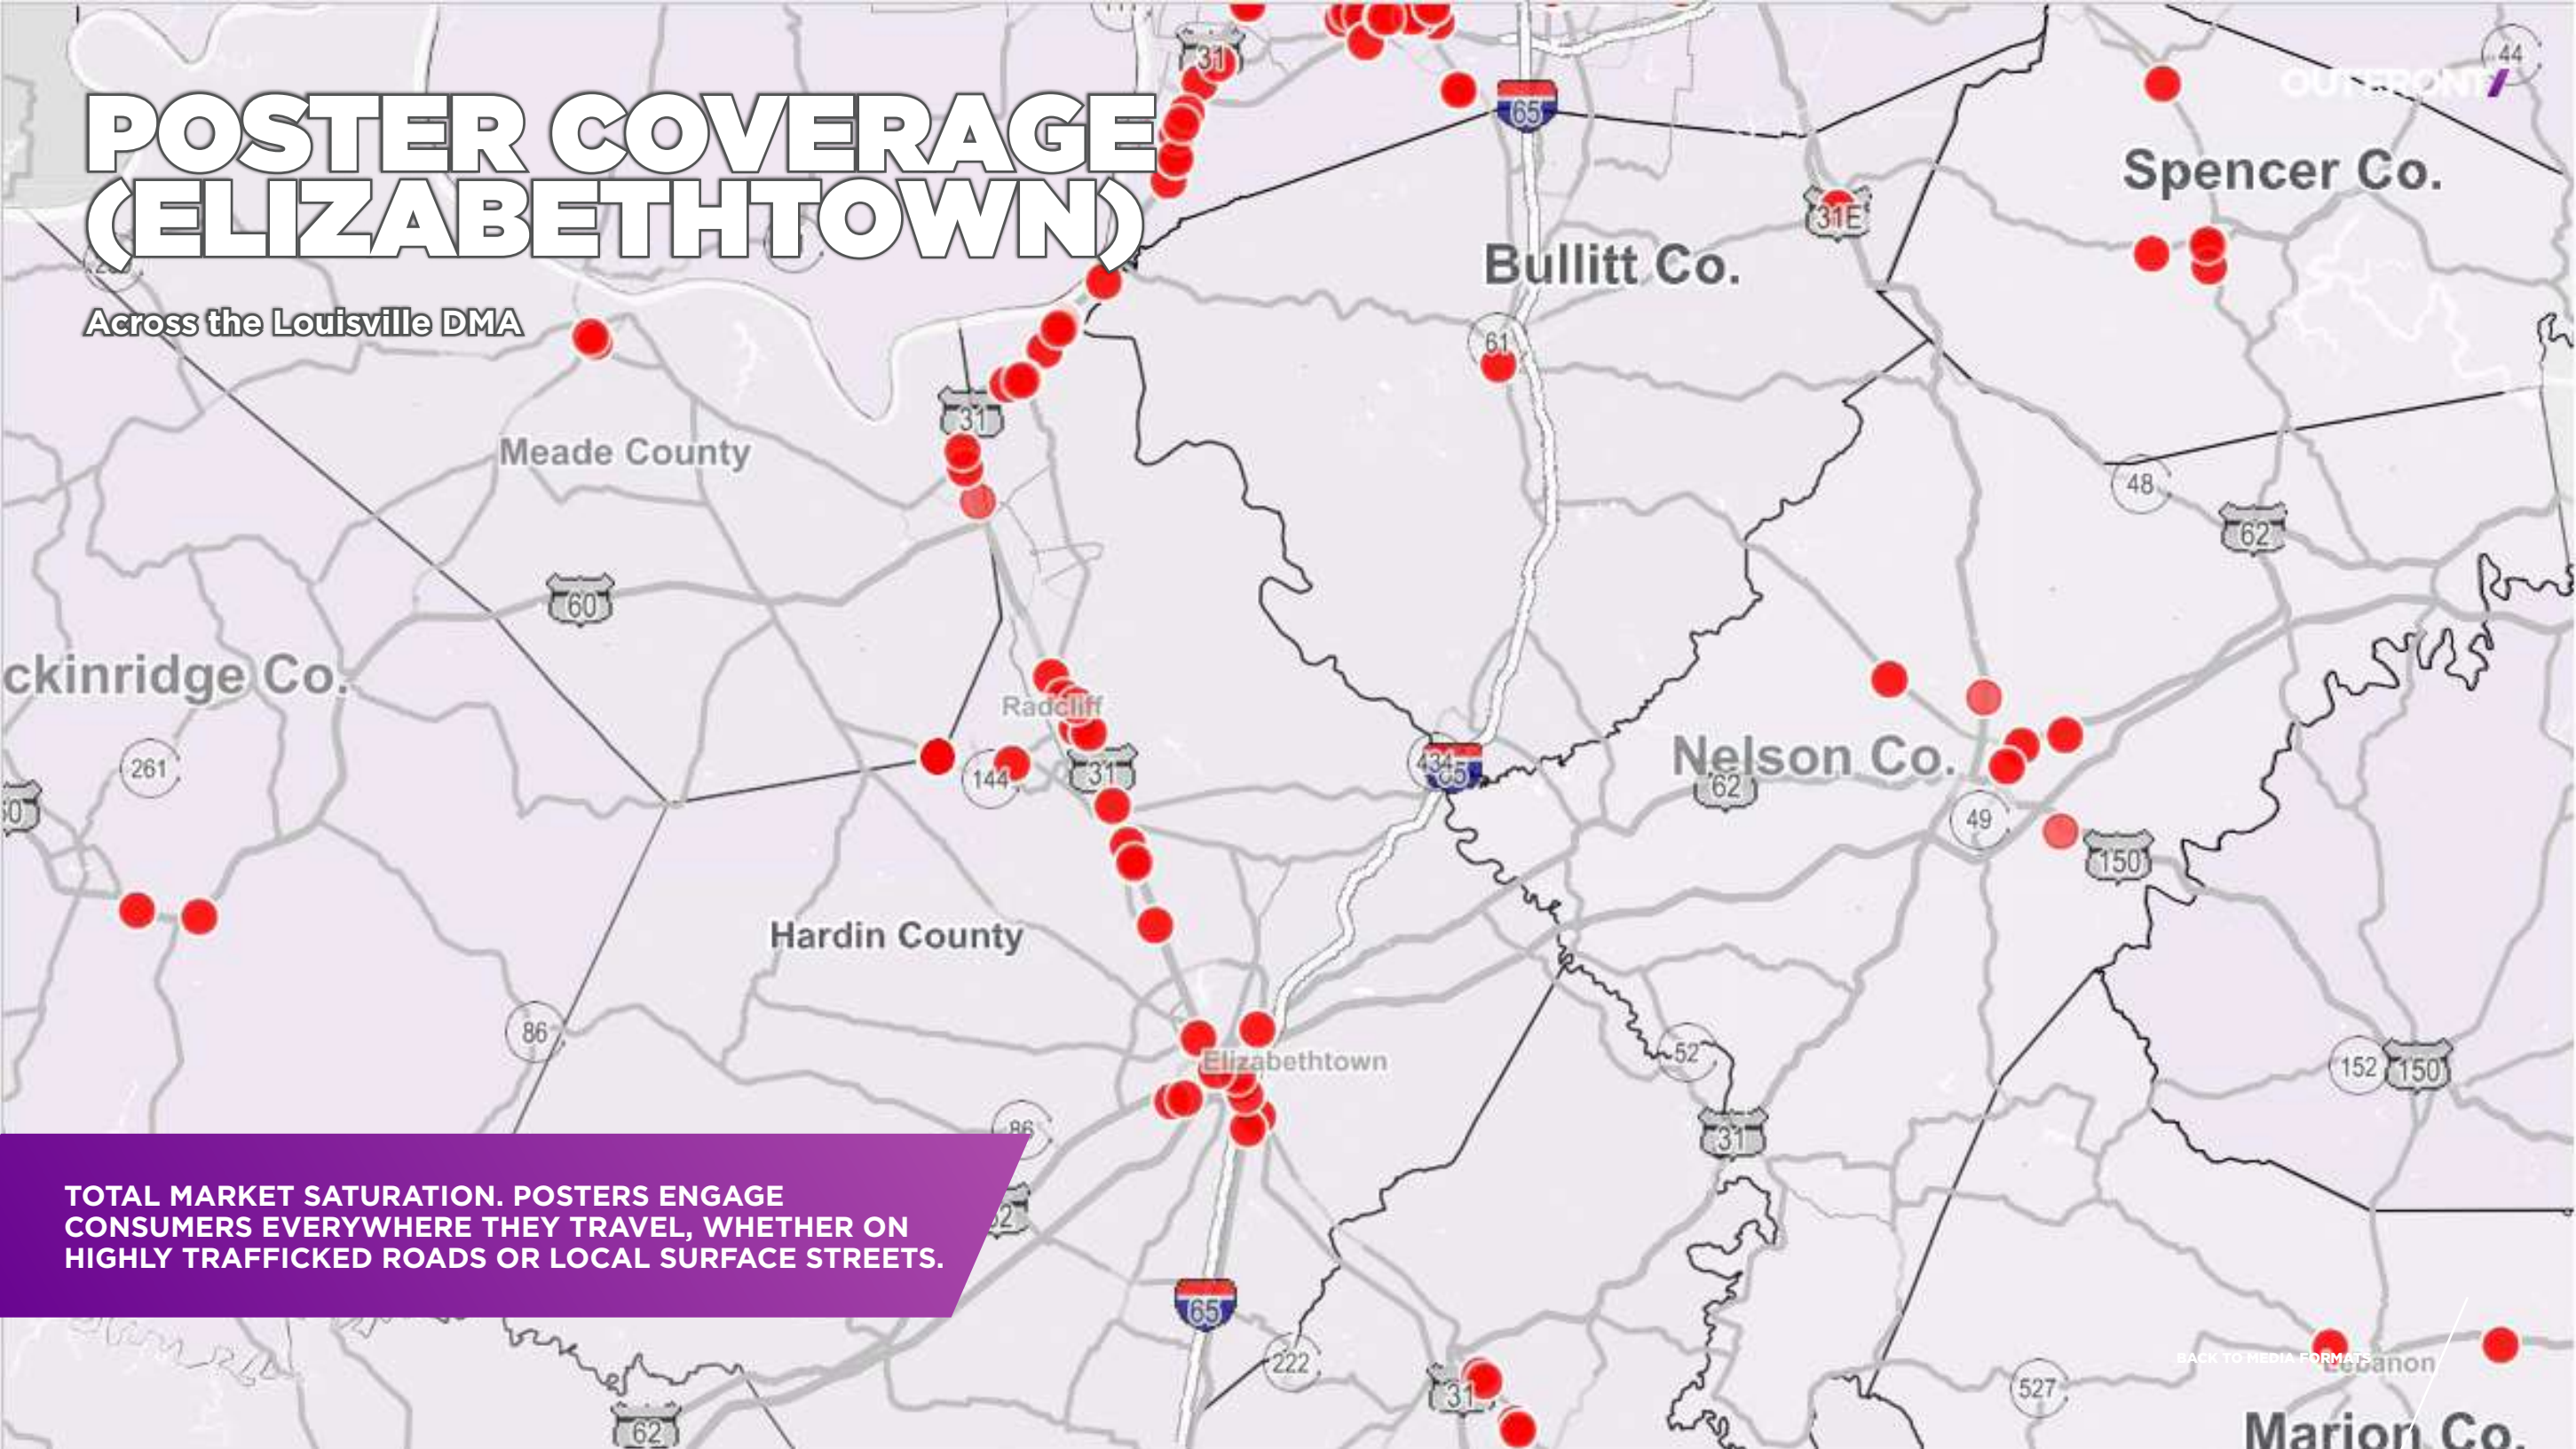 POSTER COVERAGE
(ELIZABETHTOWN)
Across the Louisville DMA
OUTFRONT/
44
31
65
Spencer Co.
31E
Bullitt Co.
61
31
Meade County
48
62
60
ckinridge Co.
Radcliff
261
144
31
Nelson Co.
62
49
150
Hardin County
86
Elizabethtown
52
152
150
86
31
TOTAL MARKET SATURATION. POSTERS ENGAGE
CONSUMERS EVERYWHERE THEY TRAVEL, WHETHER ON
HIGHLY TRAFFICKED ROADS OR LOCAL SURFACE STREETS.
65
222
31
BACK TO MEDIA FORMATS
Lebanon
527
62
Marion Co.